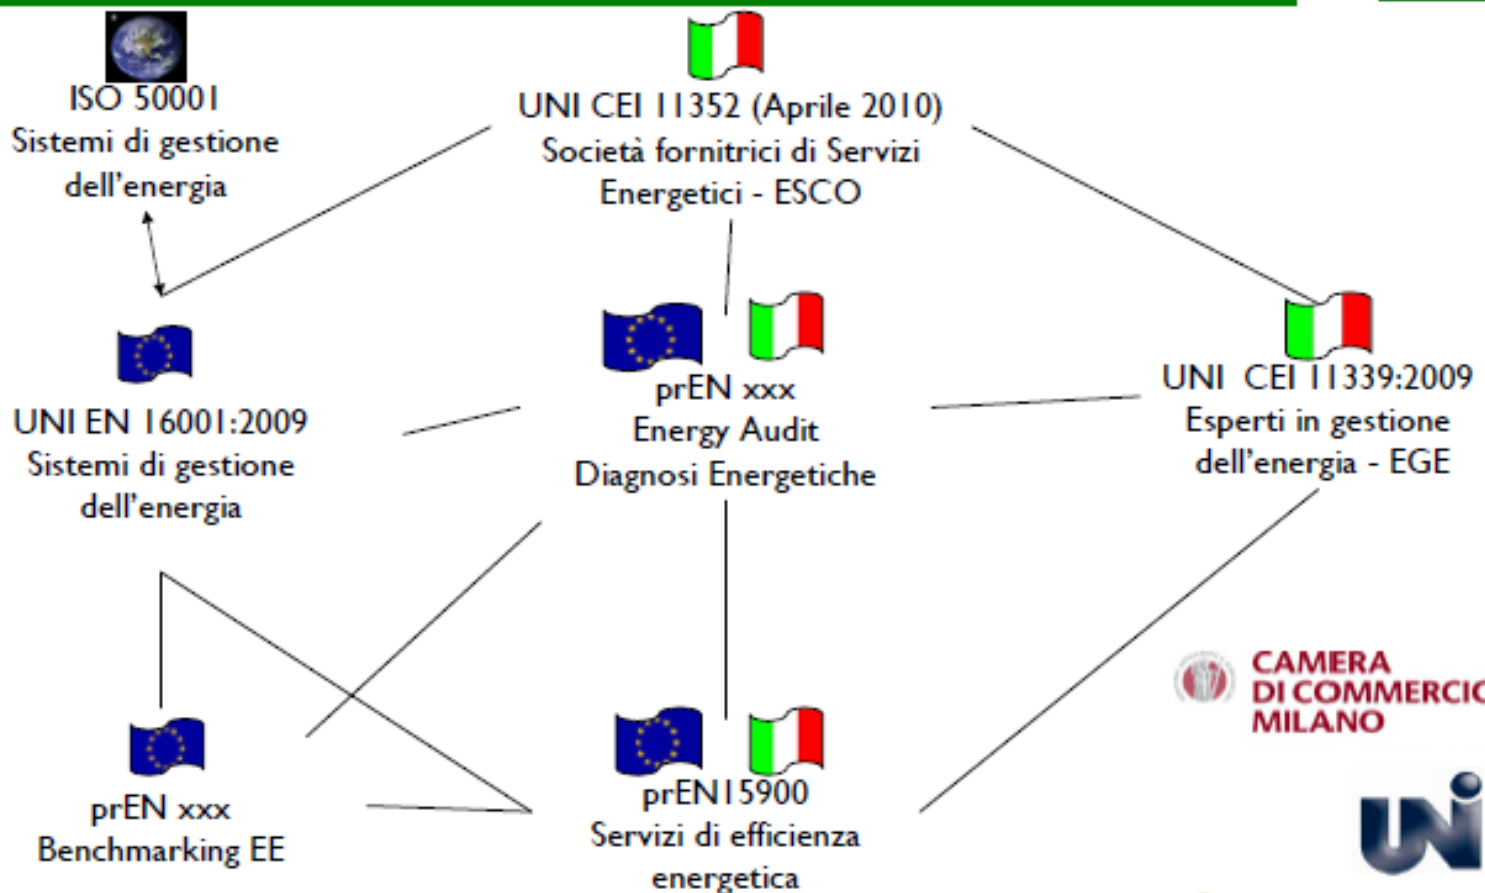 ISO 50001
Sistemi di gestione
dell'energia
UNI CEI 11352 (Aprile 2010)
Società fornitrici di Servizi
Energetici - ESCO
UNI EN 16001:2009
Sistemi di gestione
dell'energia
prEN xxx
Energy Audit
Diagnosi Energetiche
UNI CEI 11339:2009
Esperti in gestione
dell'energia - EGE
prEN xxx
Benchmarking EE
prEN15900
Servizi di efficienza
energetica
CAMERA
DI COMMERCIO
MILANO
UNI